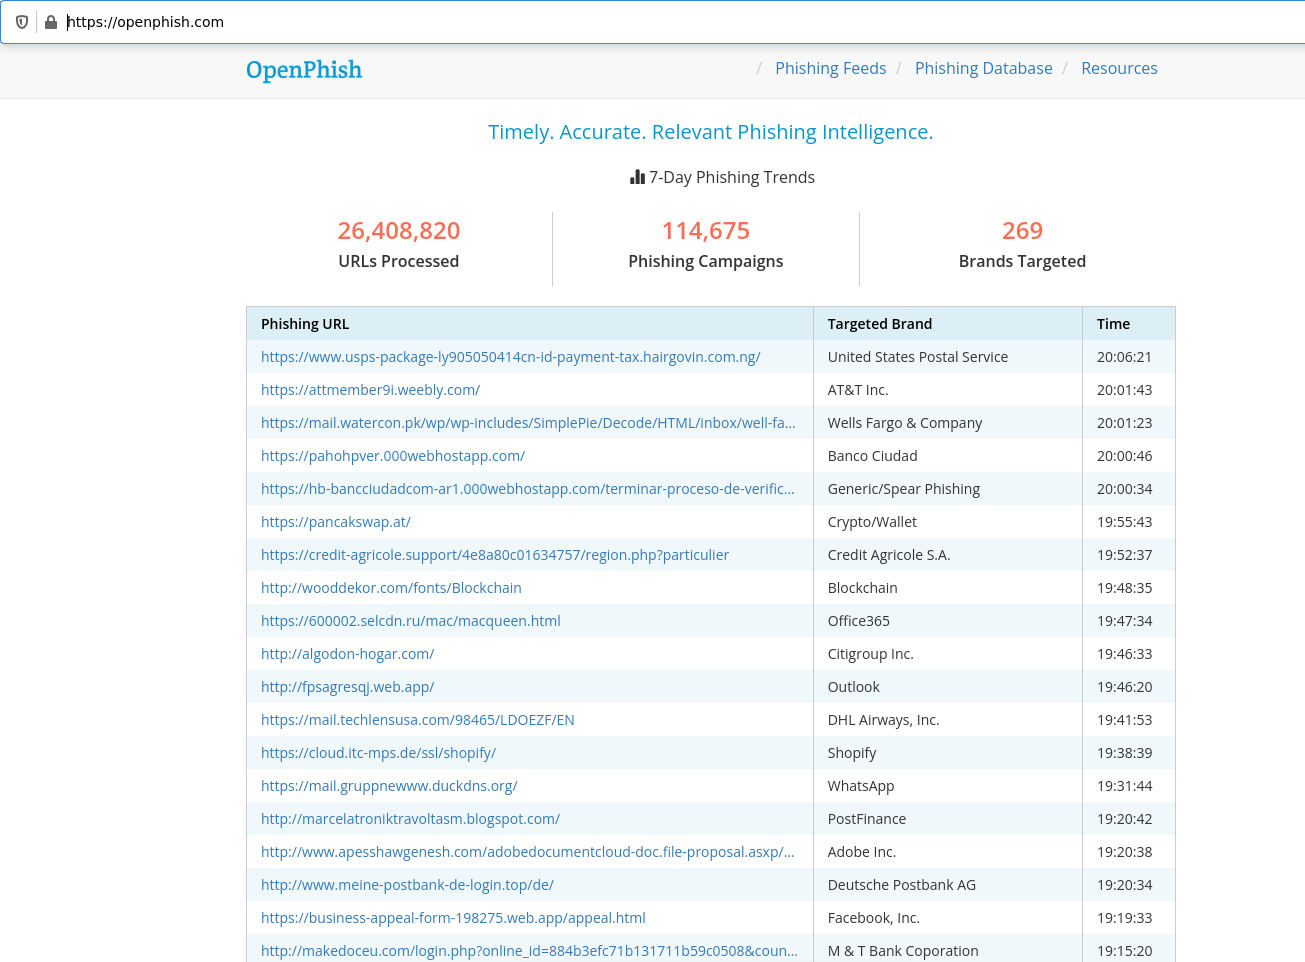 https://openphish.com
OpenPhish
/ Phishing Feeds / Phishing Database / Resources
Timely. Accurate. Relevant Phishing Intelligence.
7-Day Phishing Trends
26,408,820 114,675 269
URLs Processed Phishing Campaigns Brands Targeted
Phishing URL Targeted Brand Time
https://www.usps-package-ly905050414cn-id-payment-tax.hairgovin.com.ng/ United States Postal Service 20:06:21
https://attmember9i.weebly.com/ AT&T Inc. 20:01:43
https://mail.watercon.pk/wp/wp-includes/SimplePie/Decode/HTML/inbox/well-fa... Wells Fargo & Company 20:01:23
https://pahohpver.000webhostapp.com/ Banco Ciudad 20:00:46
https://hb-bancciudadcom-ar1.000webhostapp.com/terminar-proceso-de-verific... Generic/Spear Phishing 20:00:34
https://pancakswap.at/ Crypto/Wallet 19:55:43
https://credit-agricole.support/4e8a80c01634757/region.php?particulier Credit Agricole S.A. 19:52:37
http://wooddekor.com/fonts/Blockchain Blockchain 19:48:35
https://600002.selcdn.ru/mac/macqueen.html Office365 19:47:34
http://algodon-hogar.com/ Citigroup Inc. 19:46:33
http://fpsagresqj.web.app/ Outlook 19:46:20
https://mail.techlensusa.com/98465/LDOEZF/EN DHL Airways, Inc. 19:41:53
https://cloud.itc-mps.de/ssl/shopify/ Shopify 19:38:39
https://mail.gruppnewww.duckdns.org/ WhatsApp 19:31:44
http://marcelatroniktravoltasm.blogspot.com/ PostFinance 19:20:42
http://www.apesshawgenesh.com/adobedocumentcloud-doc.file-proposal.asxp/... Adobe Inc. 19:20:38
http://www.meine-postbank-de-login.top/de/ Deutsche Postbank AG 19:20:34
https://business-appeal-form-198275.web.app/appeal.html Facebook, Inc. 19:19:33
http://makedoceu.com/login.php?online_id=884b3efc71b131711b59c0508&coun... M & T Bank Coporation 19:15:20